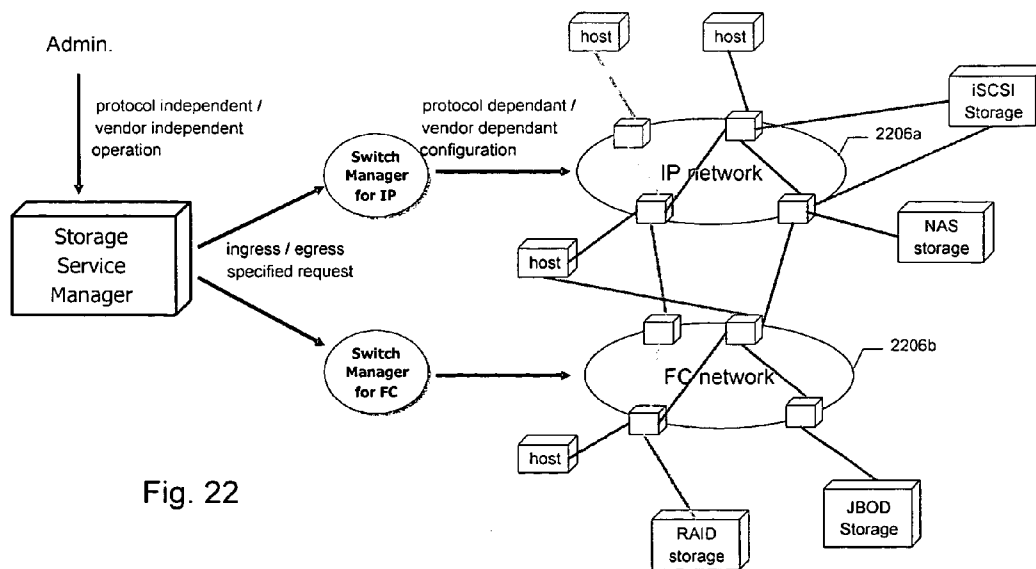 Admin.
protocol independent /
vendor independent
operation
Storage
Service
Manager
ingress / egress
specified request
Switch
Manager
for IP
Switch
Manager
for FC
protocol dependant /
vendor dependant
configuration
host
host
iSCSI
Storage
2206a
IP network
NAS
storage
host
2206b
FC network
host
RAID
storage
JBOD
Storage
Fig. 22